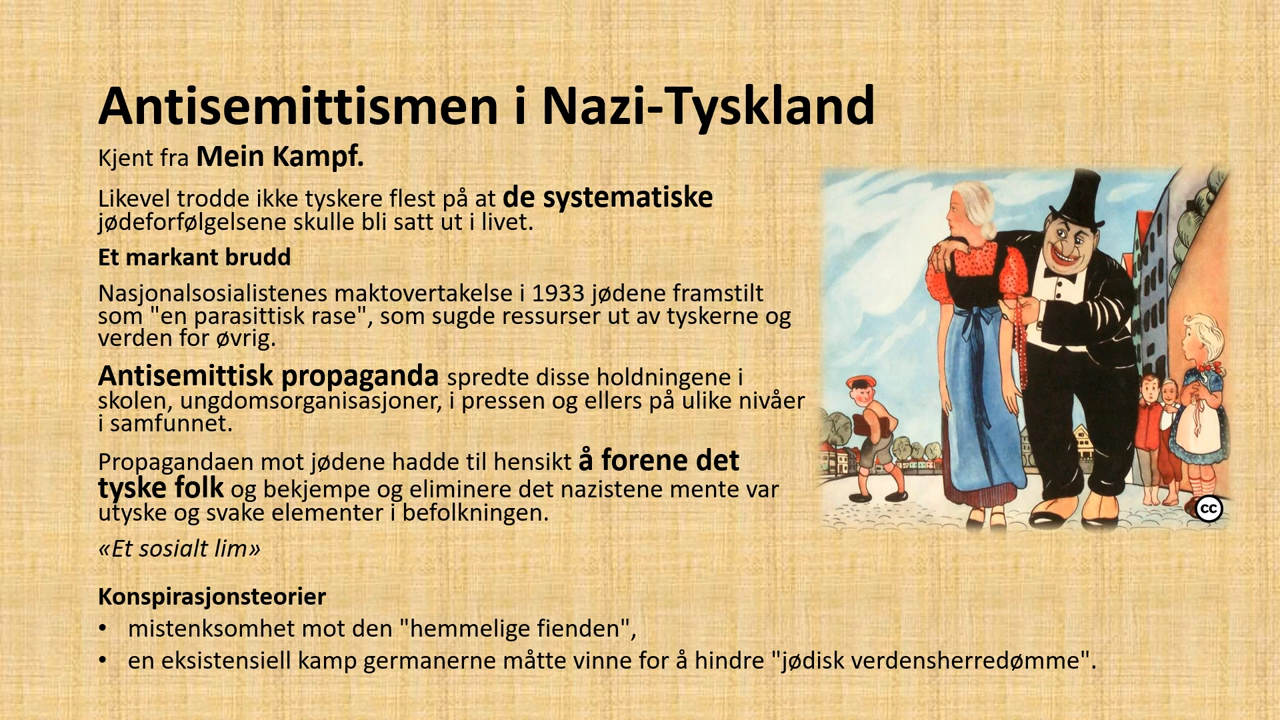 Antisemittismen i Nazi-Tyskland
Kjent fra Mein Kampf.
Likevel trodde ikke tyskere flest på at de systematiske
jødeforfølgelsene skulle bli satt ut i livet.
Et markant brudd
Nasjonalsosialistenes maktovertakelse i 1933 jødene framstilt
som "en parasittisk rase", som sugde ressurser ut av tyskerne og
verden for øvrig.
Antisemittisk propaganda spredte disse holdningene i
skolen, ungdomsorganisasjoner, i pressen og ellers på ulike nivåer
i samfunnet.
Propagandaen mot jødene hadde til hensikt å forene det
tyske folk og bekjempe og eliminere det nazistene mente var
utyske og svake elementer i befolkningen.
«Et sosialt lim»
cc
Konspirasjonsteorier
• mistenksomhet mot den "hemmelige fienden",
• en eksistensiell kamp germanerne måtte vinne for å hindre "jødisk verdensherredømme".